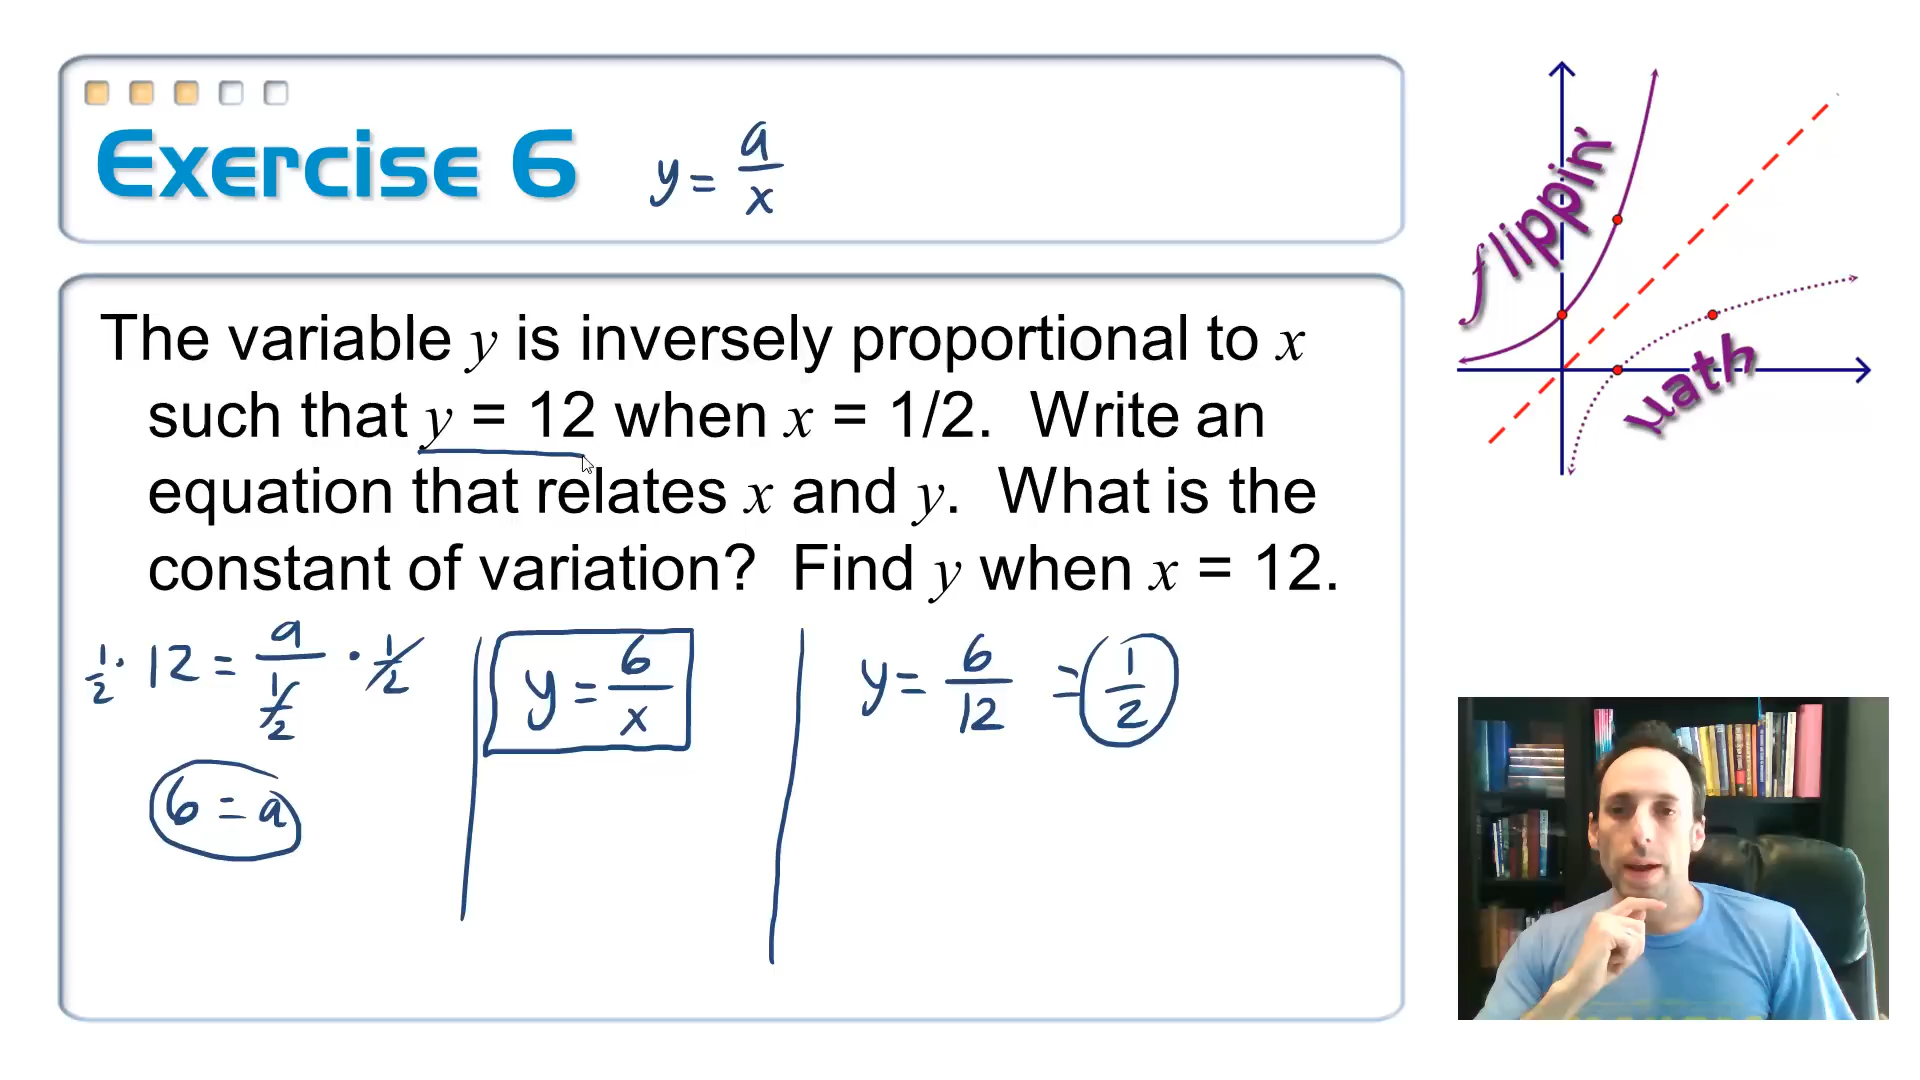 Exercise 6
y = a/x
flippin'
math
The variable y is inversely proportional to x
such that y = 12 when x = 1/2. Write an
equation that relates x and y. What is the
constant of variation? Find y when x = 12.
1/2 · 12 = a/(1/2) · 1/2
6 = a
y = 6/x
y = 6/12 = 1/2